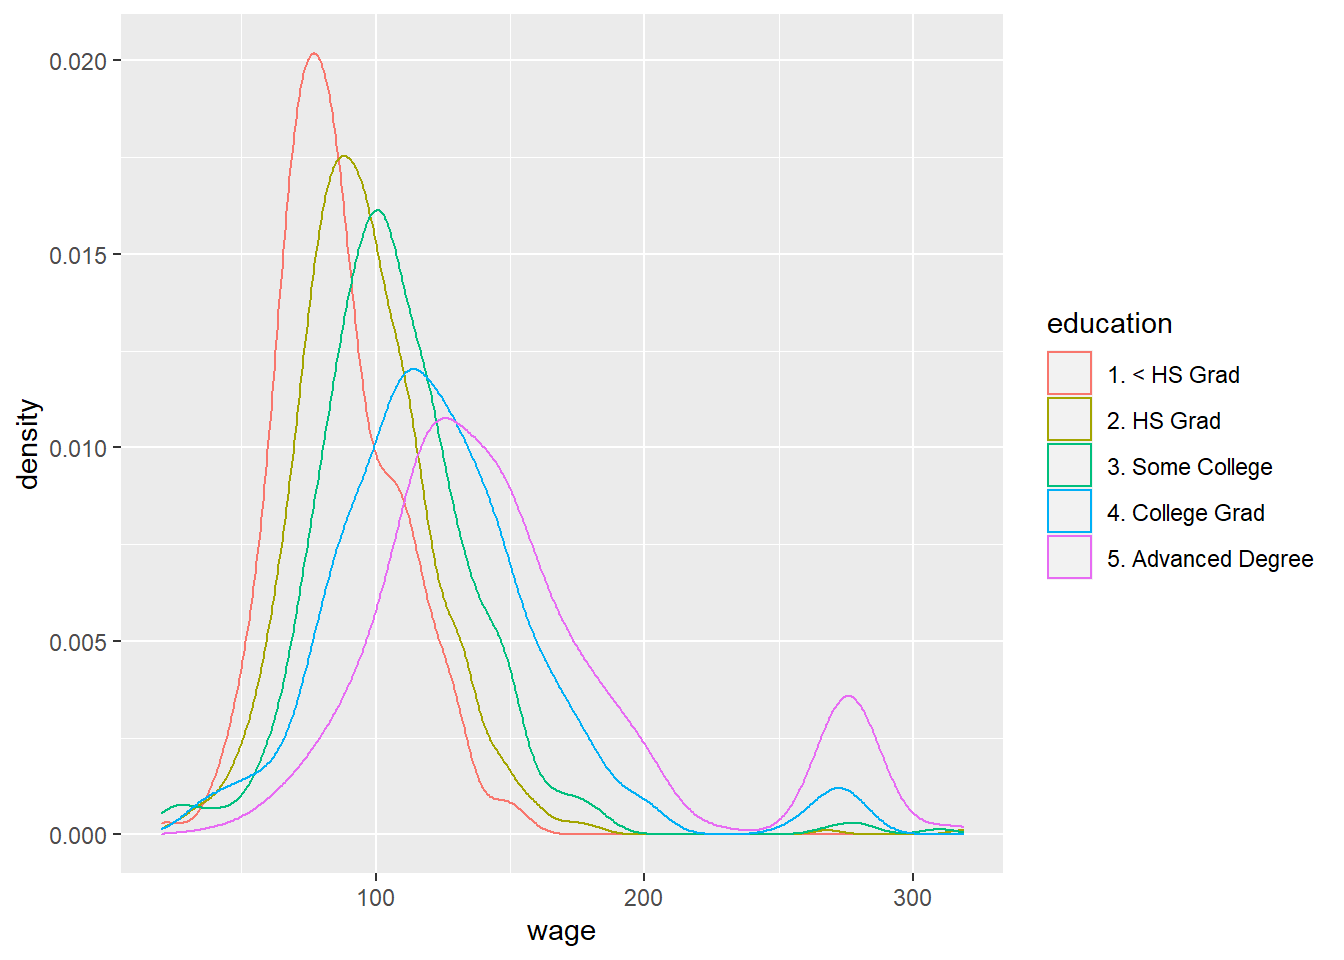 0.020
0.015
0.010
0.005
0.000
density
100
200
300
wage
education
1. < HS Grad
2. HS Grad
3. Some College
4. College Grad
5. Advanced Degree